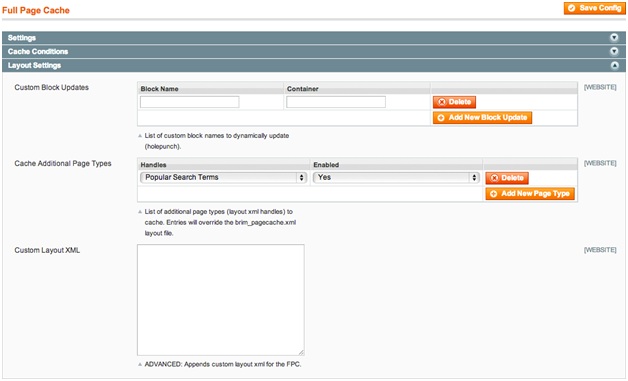 Full Page Cache
Save Config
Settings
Cache Conditions
Layout Settings
Custom Block Updates
Block Name Container
[WEBSITE]
Delete
Add New Block Update
List of custom block names to dynamically update
(holepunch).
Cache Additional Page Types
Handles Enabled
[WEBSITE]
Popular Search Terms Yes Delete
Add New Page Type
List of additional page types (layout xml handles) to
cache. Entries will override the brim_pagecache.xml
layout file.
Custom Layout XML
[WEBSITE]
ADVANCED: Appends custom layout xml for the FPC.